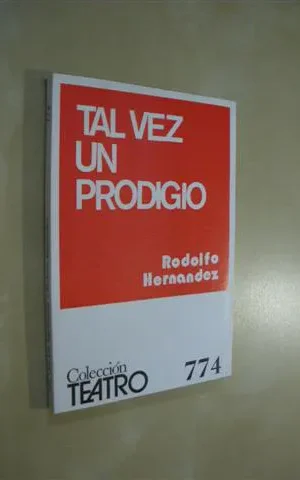 TAL VEZ
UN
PRODIGIO
Rodolfo
Hernandez
Colección
TEATRO
774